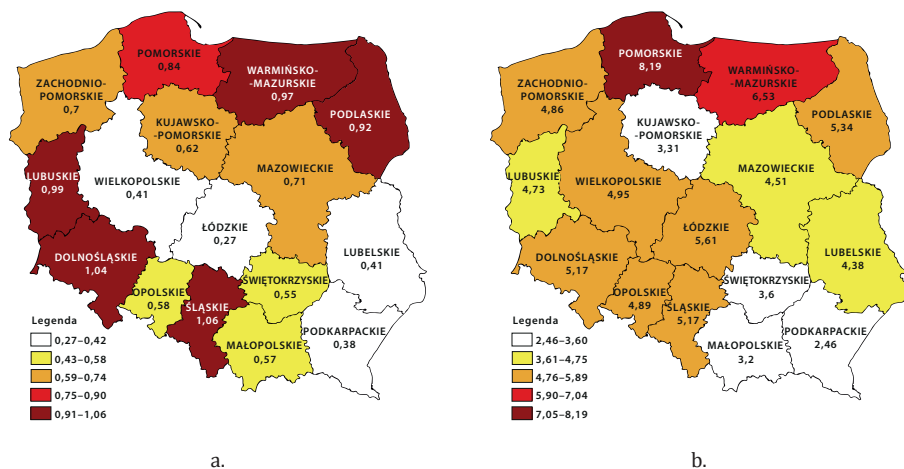 POMORSKIE
0,84
ZACHODNIO-
POMORSKIE
0,7
WARMIŃSKO-
-MAZURSKIE
0,97
PODLASKIE
0,92
KUJAWSKO-
-POMORSKIE
0,62
MAZOWIECKIE
0,71
LUBUSKIE
0,99
WIELKOPOLSKIE
0,41
ŁÓDZKIE
0,27
LUBELSKIE
0,41
DOLNOŚLĄSKIE
1,04
OPOLSKIE
0,58
ŚLĄSKIE
1,06
ŚWIĘTOKRZYSKIE
0,55
MAŁOPOLSKIE
0,57
PODKARPACKIE
0,38
Legenda
0,27–0,42
0,43–0,58
0,59–0,74
0,75–0,90
0,91–1,06
a.
POMORSKIE
8,19
ZACHODNIO-
POMORSKIE
4,86
WARMIŃSKO-
-MAZURSKIE
6,53
PODLASKIE
5,34
KUJAWSKO-
-POMORSKIE
3,31
MAZOWIECKIE
4,51
LUBUSKIE
4,73
WIELKOPOLSKIE
4,95
ŁÓDZKIE
5,61
LUBELSKIE
4,38
DOLNOŚLĄSKIE
5,17
OPOLSKIE
4,89
ŚLĄSKIE
5,17
ŚWIĘTOKRZYSKIE
3,6
MAŁOPOLSKIE
3,2
PODKARPACKIE
2,46
Legenda
2,46–3,60
3,61–4,75
4,76–5,89
5,90–7,04
7,05–8,19
b.